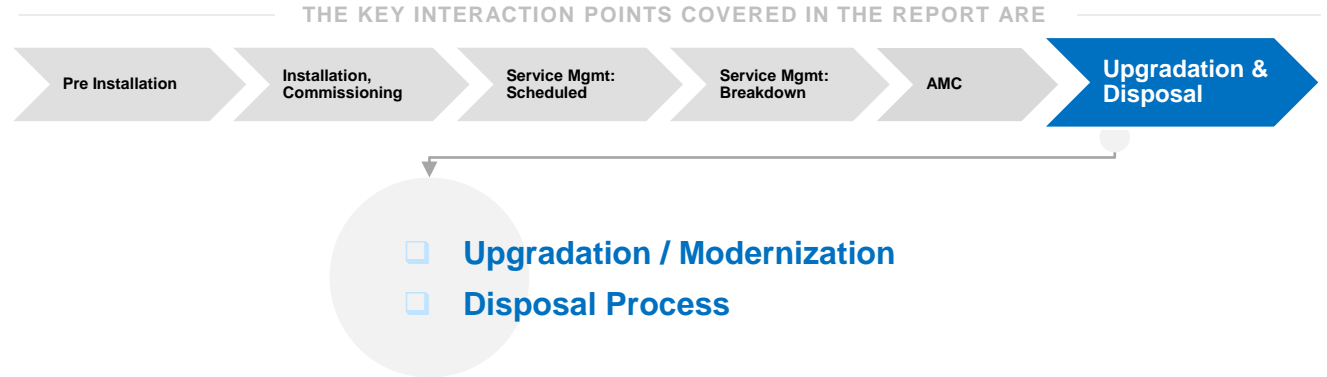 THE KEY INTERACTION POINTS COVERED IN THE REPORT ARE
Pre Installation
Installation,
Commissioning
Service Mgmt:
Scheduled
Service Mgmt:
Breakdown
AMC
Upgradation &
Disposal
Upgradation / Modernization
Disposal Process